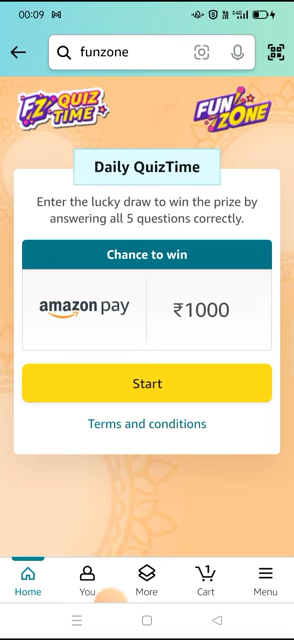 00:09
funzone
FZ QUIZ
TIME
FUN
ZONE
Daily QuizTime
Enter the lucky draw to win the prize by
answering all 5 questions correctly.
Chance to win
amazon pay
₹1000
Start
Terms and conditions
1
Home
You
More
Cart
Menu